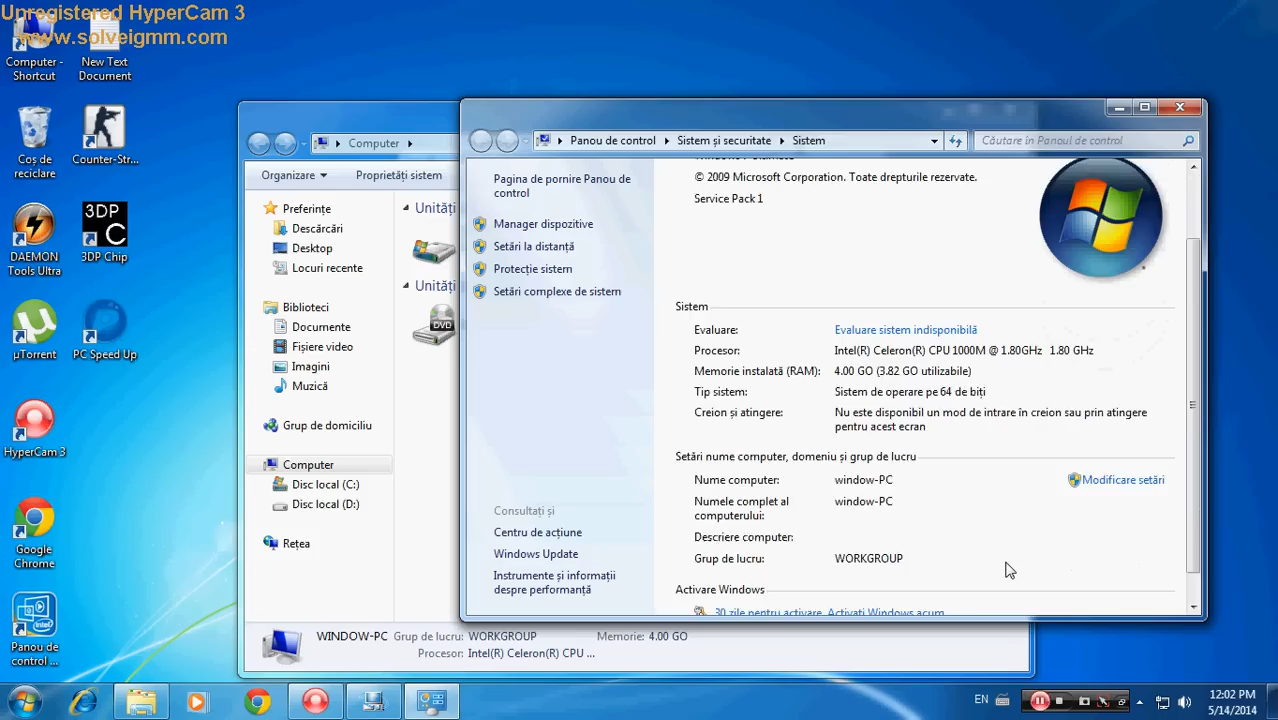 Unregistered HyperCam 3
www.solveigmm.com
Computer - Shortcut
New Text Document
Coș de reciclare
Counter-Str...
DAEMON Tools Ultra
3DP C
3DP Chip
µTorrent
PC Speed Up
HyperCam 3
Google Chrome
Panou de control ...
Computer
Organizare
Proprietăți sistem
Preferințe
Descărcări
Desktop
Locuri recente
Biblioteci
Documente
Fișiere video
Imagini
Muzică
Grup de domiciliu
Computer
Disc local (C:)
Disc local (D:)
Rețea
Unități
Unități
DVD
WINDOW-PC Grup de lucru: WORKGROUP Memorie: 4.00 GO
Procesor: Intel(R) Celeron(R) CPU ...
Panou de control Sistem și securitate Sistem
Căutare în Panoul de control
Pagina de pornire Panou de
control
Manager dispozitive
Setări la distanță
Protecție sistem
Setări complexe de sistem
Consultați și
Centru de acțiune
Windows Update
Instrumente și informații
despre performanță
© 2009 Microsoft Corporation. Toate drepturile rezervate.
Service Pack 1
Sistem
Evaluare: Evaluare sistem indisponibilă
Procesor: Intel(R) Celeron(R) CPU 1000M @ 1.80GHz 1.80 GHz
Memorie instalată (RAM): 4.00 GO (3.82 GO utilizabile)
Tip sistem: Sistem de operare pe 64 de biți
Creion și atingere: Nu este disponibil un mod de intrare în creion sau prin atingere
pentru acest ecran
Setări nume computer, domeniu și grup de lucru
Nume computer: window-PC
Modificare setări
Numele complet al computerului: window-PC
Descriere computer:
Grup de lucru: WORKGROUP
Activare Windows
30 zile pentru activare. Activați Windows acum
EN
12:02 PM
5/14/2014